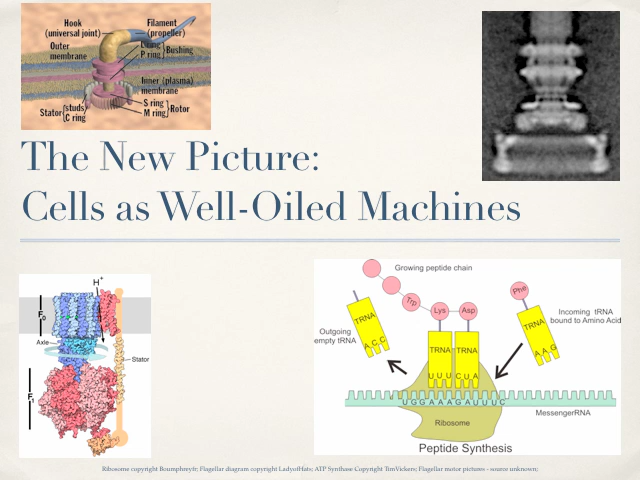 Hook
(universal joint)
Filament
(propeller)
Outer
membrane
L ring
P ring
Bushing
Inner (plasma)
membrane
Stator
studs
C ring
S ring
M ring
Rotor
The New Picture:
Cells as Well-Oiled Machines
H+
F0
Axle
Stator
F1
Growing peptide chain
Trp
Lys
Asp
Phe
Incoming tRNA
bound to Amino Acid
Outgoing
empty tRNA
TRNA
A C C
TRNA
TRNA
TRNA
A A G
U U U
C U A
U G G A A A G A U U U C
MessengerRNA
Ribosome
Peptide Synthesis
Ribosome copyright Boumphreyfr; Flagellar diagram copyright LadyofHats; ATP Synthase Copyright TimVickers; Flagellar motor pictures - source unknown;